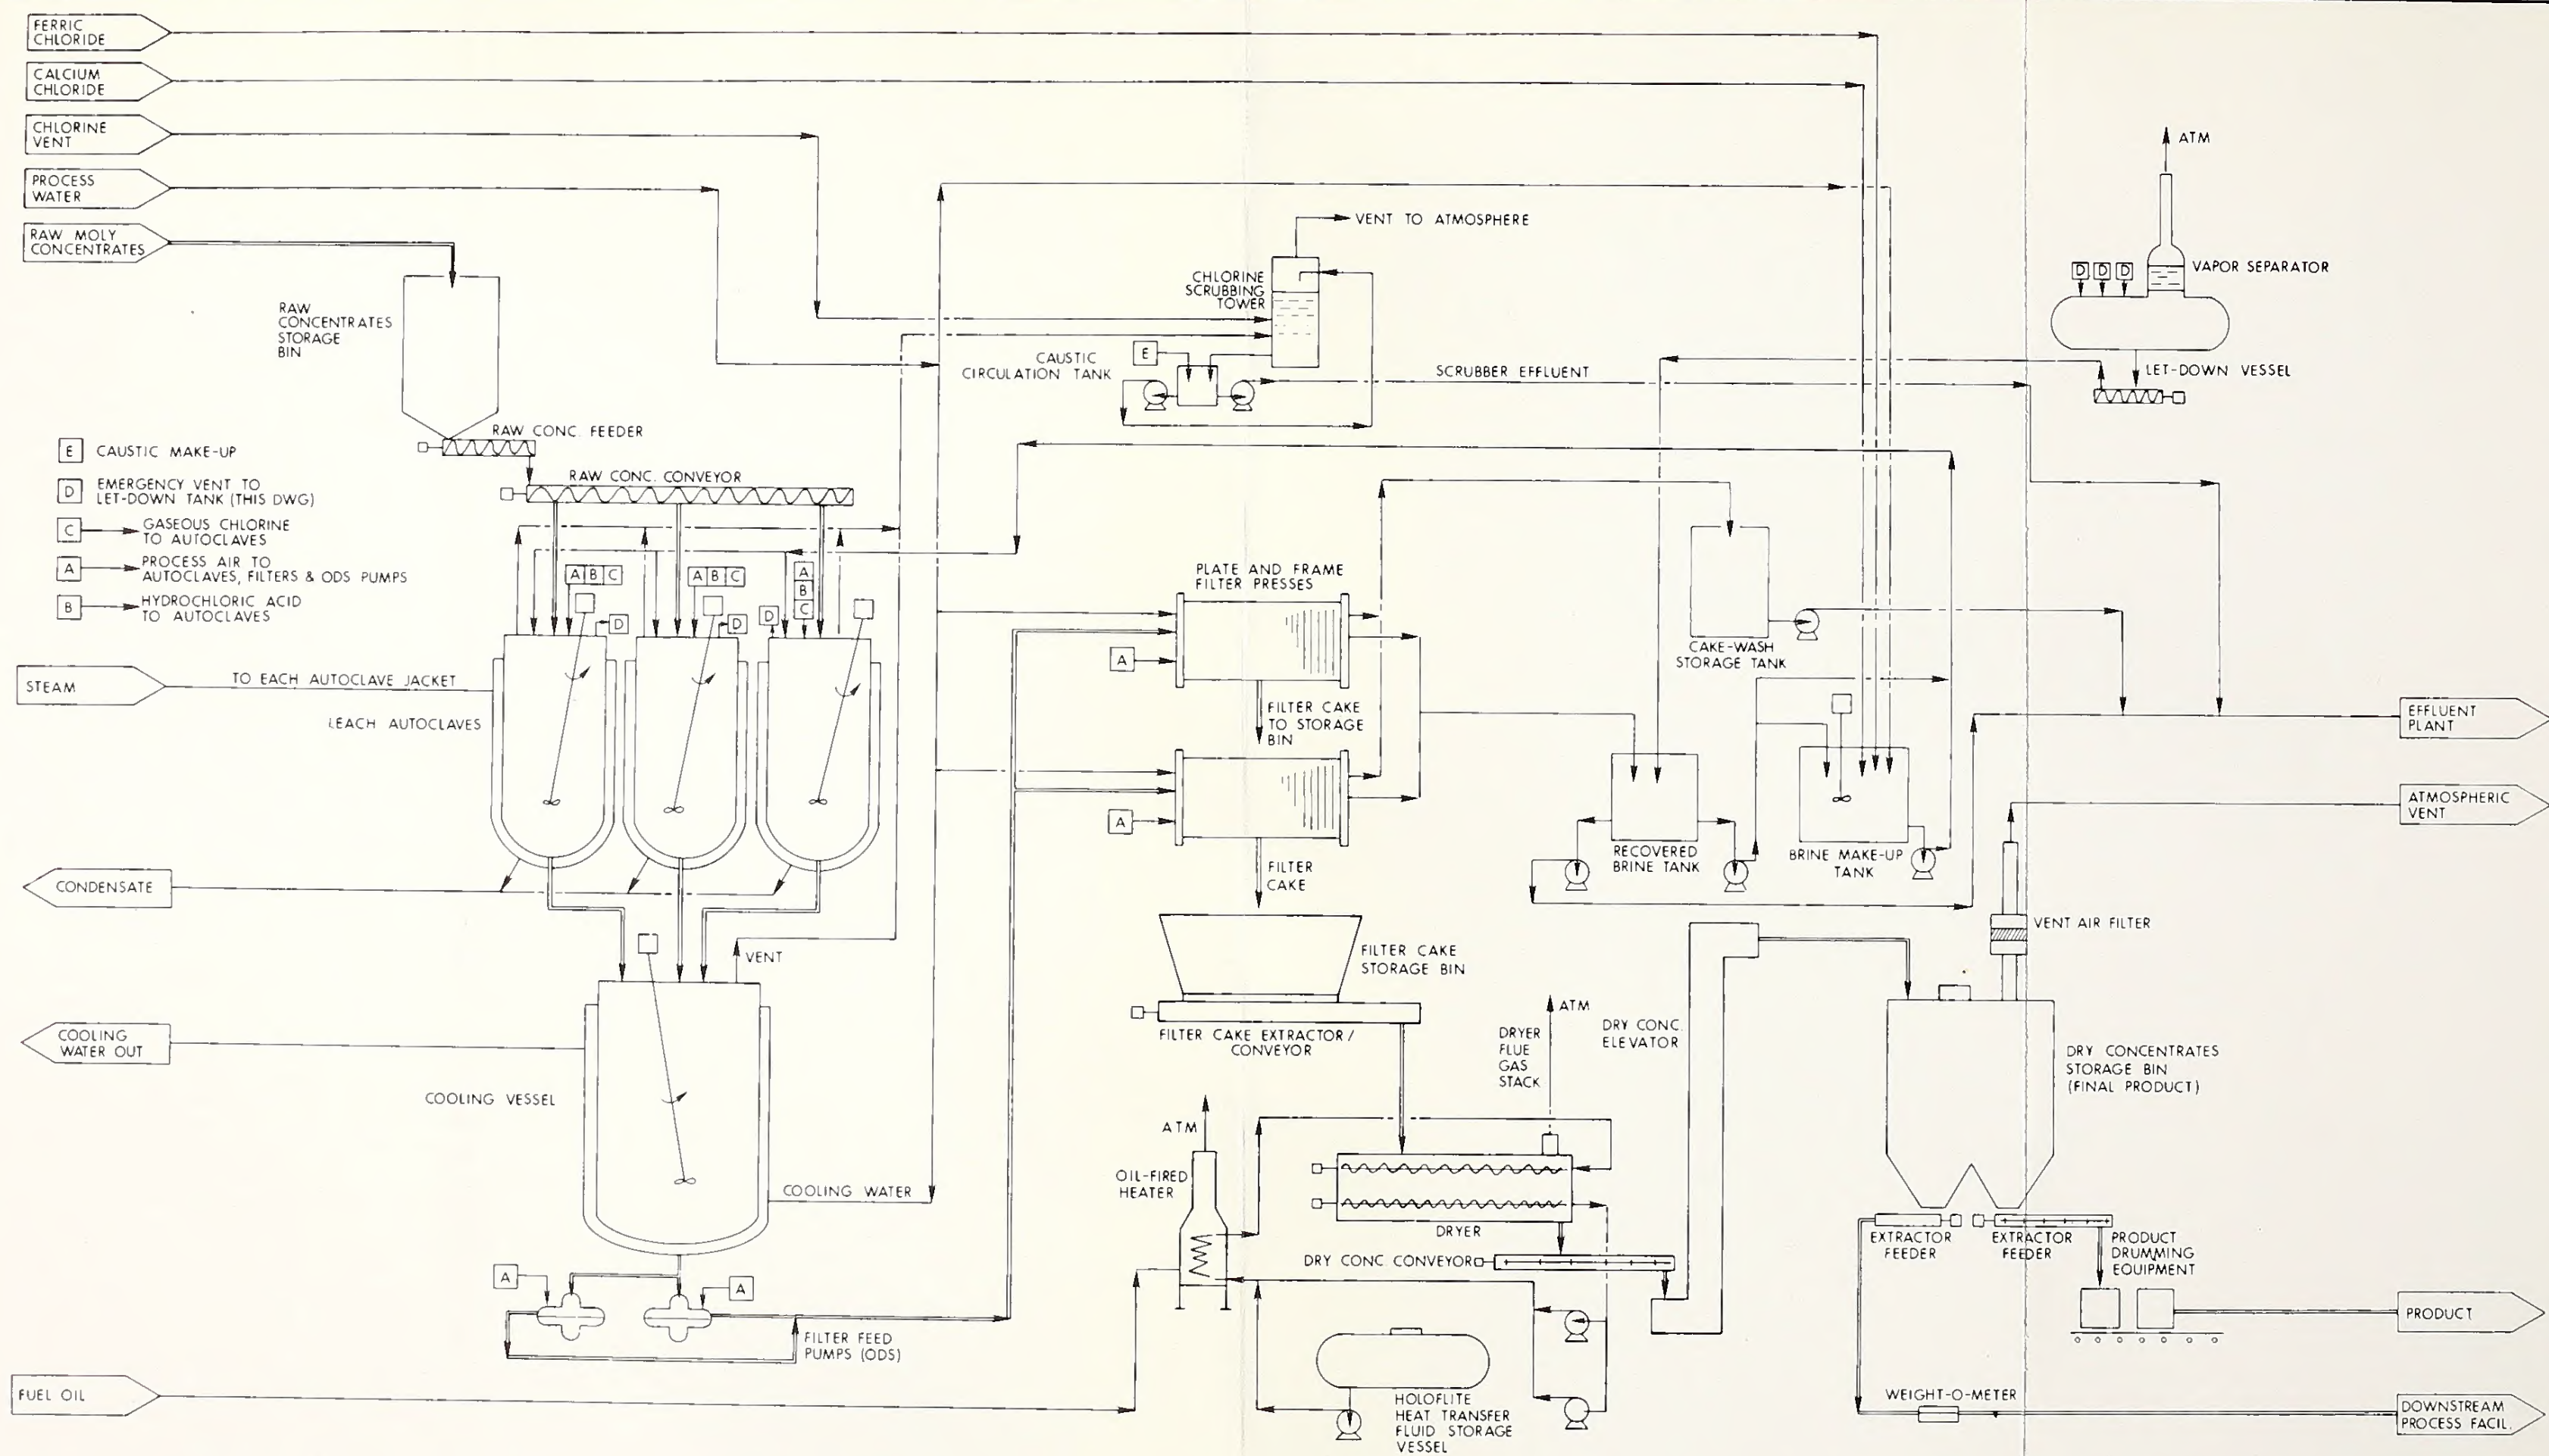 FERRIC
CHLORIDE
CALCIUM
CHLORIDE
CHLORINE
VENT
PROCESS
WATER
RAW MOLY
CONCENTRATES
RAW
CONCENTRATES
STORAGE
BIN
RAW CONC. FEEDER
RAW CONC. CONVEYOR
E CAUSTIC MAKE-UP
D EMERGENCY VENT TO
LET-DOWN TANK (THIS DWG)
C GASEOUS CHLORINE
TO AUTOCLAVES
A PROCESS AIR TO
AUTOCLAVES, FILTERS & ODS PUMPS
B HYDROCHLORIC ACID
TO AUTOCLAVES
A B C
D
A B C
D
D
A
B
C
STEAM
TO EACH AUTOCLAVE JACKET
LEACH AUTOCLAVES
CONDENSATE
VENT
COOLING
WATER OUT
COOLING VESSEL
COOLING WATER
A
A
FILTER FEED
PUMPS (ODS)
FUEL OIL
VENT TO ATMOSPHERE
CHLORINE
SCRUBBING
TOWER
E
CAUSTIC
CIRCULATION TANK
SCRUBBER EFFLUENT
PLATE AND FRAME
FILTER PRESSES
A
FILTER CAKE
TO STORAGE
BIN
A
FILTER
CAKE
FILTER CAKE
STORAGE BIN
FILTER CAKE EXTRACTOR/
CONVEYOR
ATM
DRYER
FLUE
GAS
STACK
DRY CONC.
ELEVATOR
ATM
OIL-FIRED
HEATER
DRYER
DRY CONC. CONVEYOR
HOLOFLITE
HEAT TRANSFER
FLUID STORAGE
VESSEL
ATM
VAPOR SEPARATOR
D D D
LET-DOWN VESSEL
CAKE-WASH
STORAGE TANK
RECOVERED
BRINE TANK
BRINE MAKE-UP
TANK
EFFLUENT
PLANT
ATMOSPHERIC
VENT
VENT AIR FILTER
DRY CONCENTRATES
STORAGE BIN
(FINAL PRODUCT)
EXTRACTOR
FEEDER
EXTRACTOR
FEEDER
PRODUCT
DRUMMING
EQUIPMENT
PRODUCT
WEIGHT-O-METER
DOWNSTREAM
PROCESS FACIL.